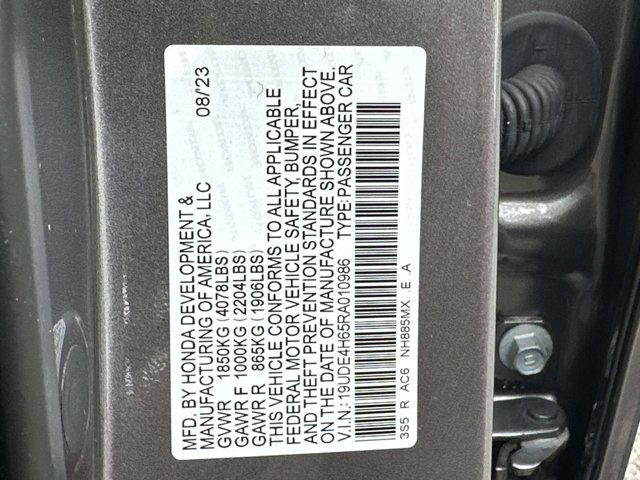 MFD. BY HONDA DEVELOPMENT & 08/23
MANUFACTURING OF AMERICA, LLC
GVWR 1850KG (4078LBS)
GAWR F 1000KG (2204LBS)
GAWR R 865KG (1906LBS)
THIS VEHICLE CONFORMS TO ALL APPLICABLE
FEDERAL MOTOR VEHICLE SAFETY, BUMPER,
AND THEFT PREVENTION STANDARDS IN EFFECT
ON THE DATE OF MANUFACTURE SHOWN ABOVE.
V.I.N.: 19UDE4H65RA010986 TYPE: PASSENGER CAR
3S5 R AC6 NH885MX .E .A